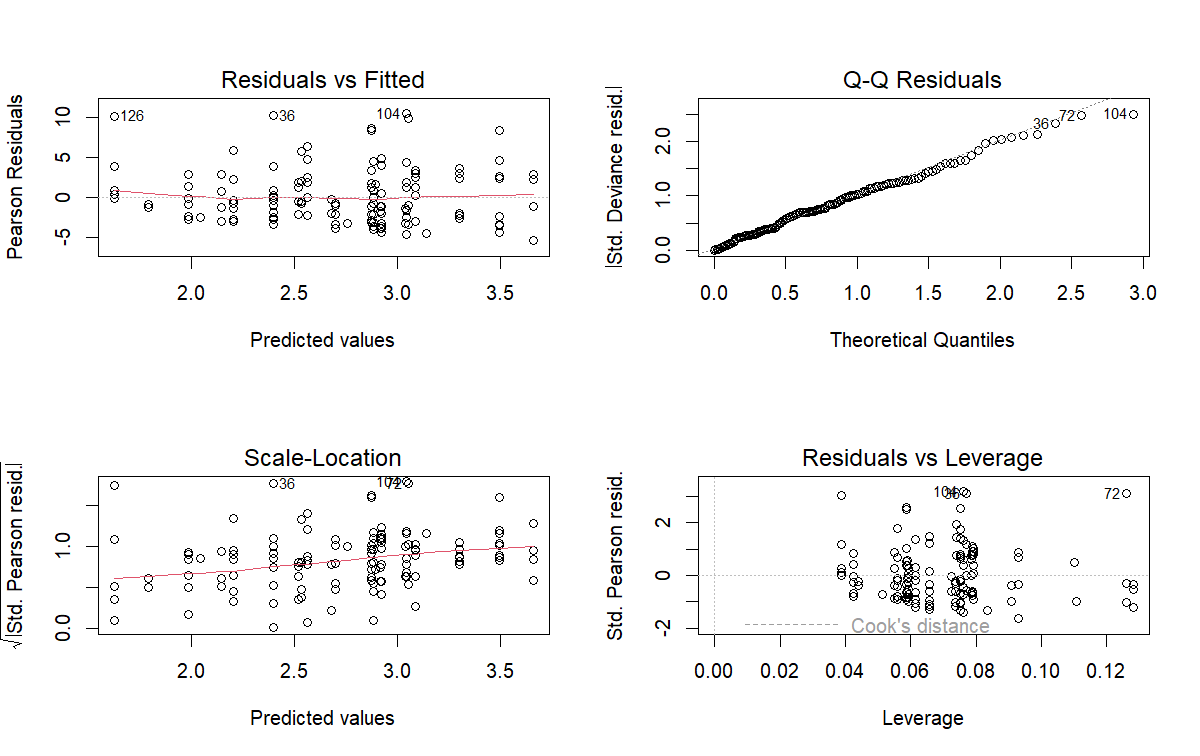 Residuals vs Fitted
Pearson Residuals
10
5
0
-5
126
36
104
2.0 2.5 3.0 3.5
Predicted values
Q-Q Residuals
|Std. Deviance resid.|
2.0
1.0
0.0
36
72
104
0.0 0.5 1.0 1.5 2.0 2.5 3.0
Theoretical Quantiles
Scale-Location
√|Std. Pearson resid.|
1.0
0.0
36
104
72
2.0 2.5 3.0 3.5
Predicted values
Residuals vs Leverage
Std. Pearson resid.
2
0
-2
104
36
72
Cook's distance
0.00 0.02 0.04 0.06 0.08 0.10 0.12
Leverage